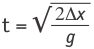 t = √(2Δx/g)